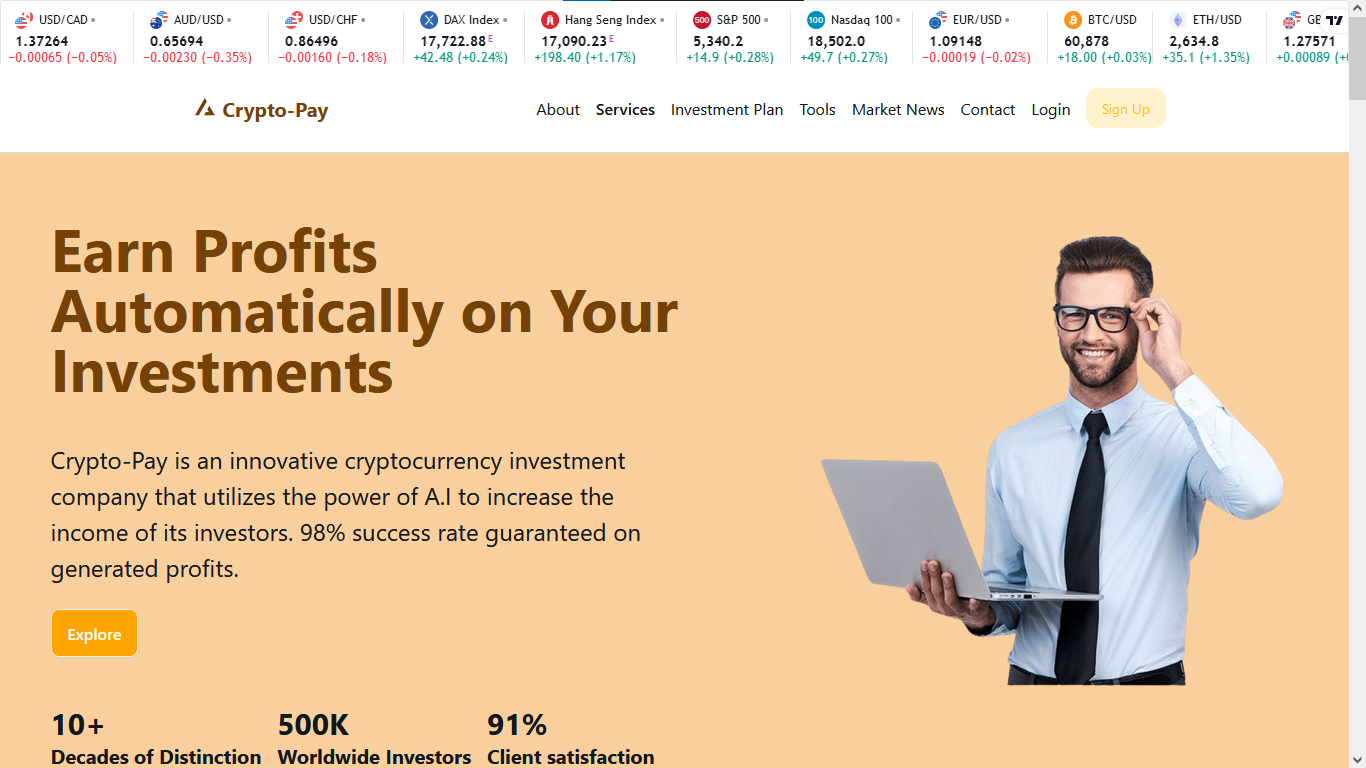 USD/CAD AUD/USD USD/CHF DAX Index Hang Seng Index S&P 500 Nasdaq 100 EUR/USD BTC/USD ETH/USD
1.37264 0.65694 0.86496 17,722.88 E 17,090.23 E 5,340.2 18,502.0 1.09148 60,878 2,634.8 1.27571
−0.00065 (−0.05%) −0.00230 (−0.35%) −0.00160 (−0.18%) +42.48 (+0.24%) +198.40 (+1.17%) +14.9 (+0.28%) +49.7 (+0.27%) −0.00019 (−0.02%) +18.00 (+0.03%) +35.1 (+1.35%) +0.00089
Crypto-Pay About Services Investment Plan Tools Market News Contact Login Sign Up
Earn Profits
Automatically on Your
Investments
Crypto-Pay is an innovative cryptocurrency investment
company that utilizes the power of A.I to increase the
income of its investors. 98% success rate guaranteed on
generated profits.
Explore
10+ 500K 91%
Decades of Distinction Worldwide Investors Client satisfaction